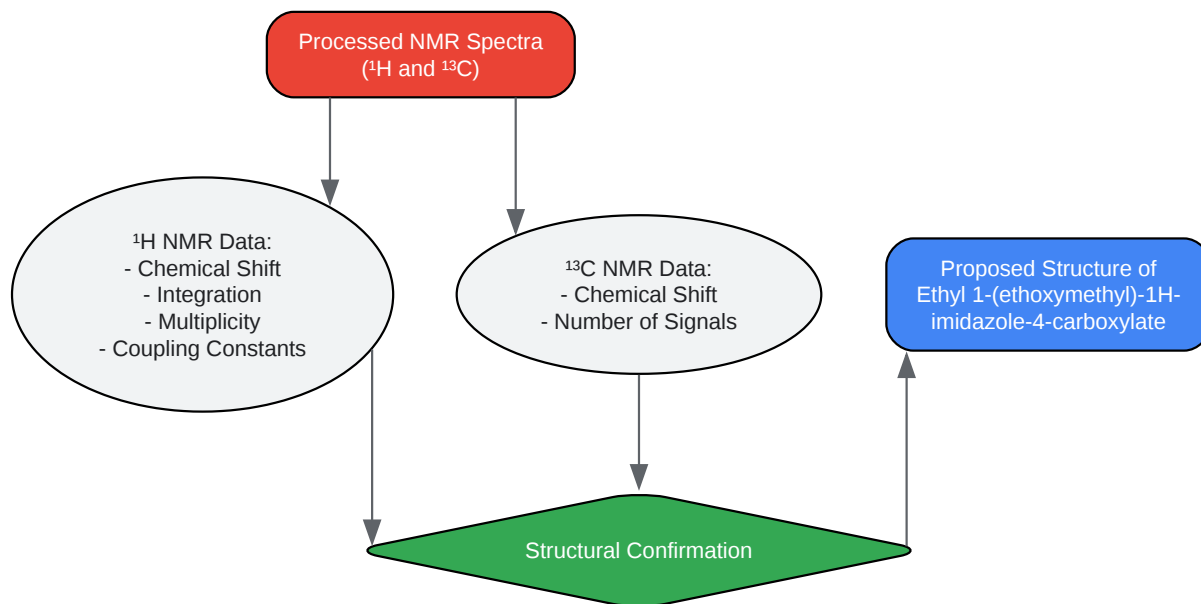 Processed NMR Spectra
(¹H and ¹³C)
¹H NMR Data:
- Chemical Shift
- Integration
- Multiplicity
- Coupling Constants
¹³C NMR Data:
- Chemical Shift
- Number of Signals
Proposed Structure of
Ethyl 1-(ethoxymethyl)-1H-
imidazole-4-carboxylate
Structural Confirmation